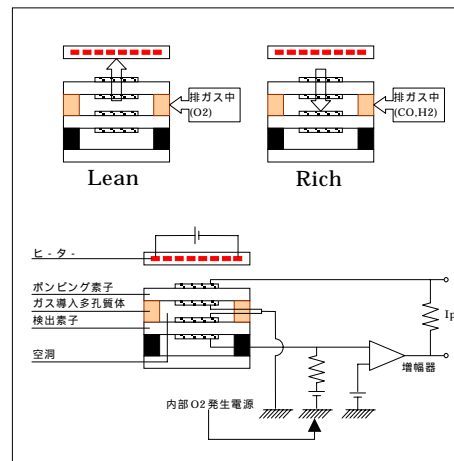 排ガス中
(O2)
排ガス中
(CO,H2)
Lean
Rich
ヒ-タ-
ポンピング素子
ガス導入多孔質体
検出素子
空洞
Ip
増幅器
内部O2発生電源